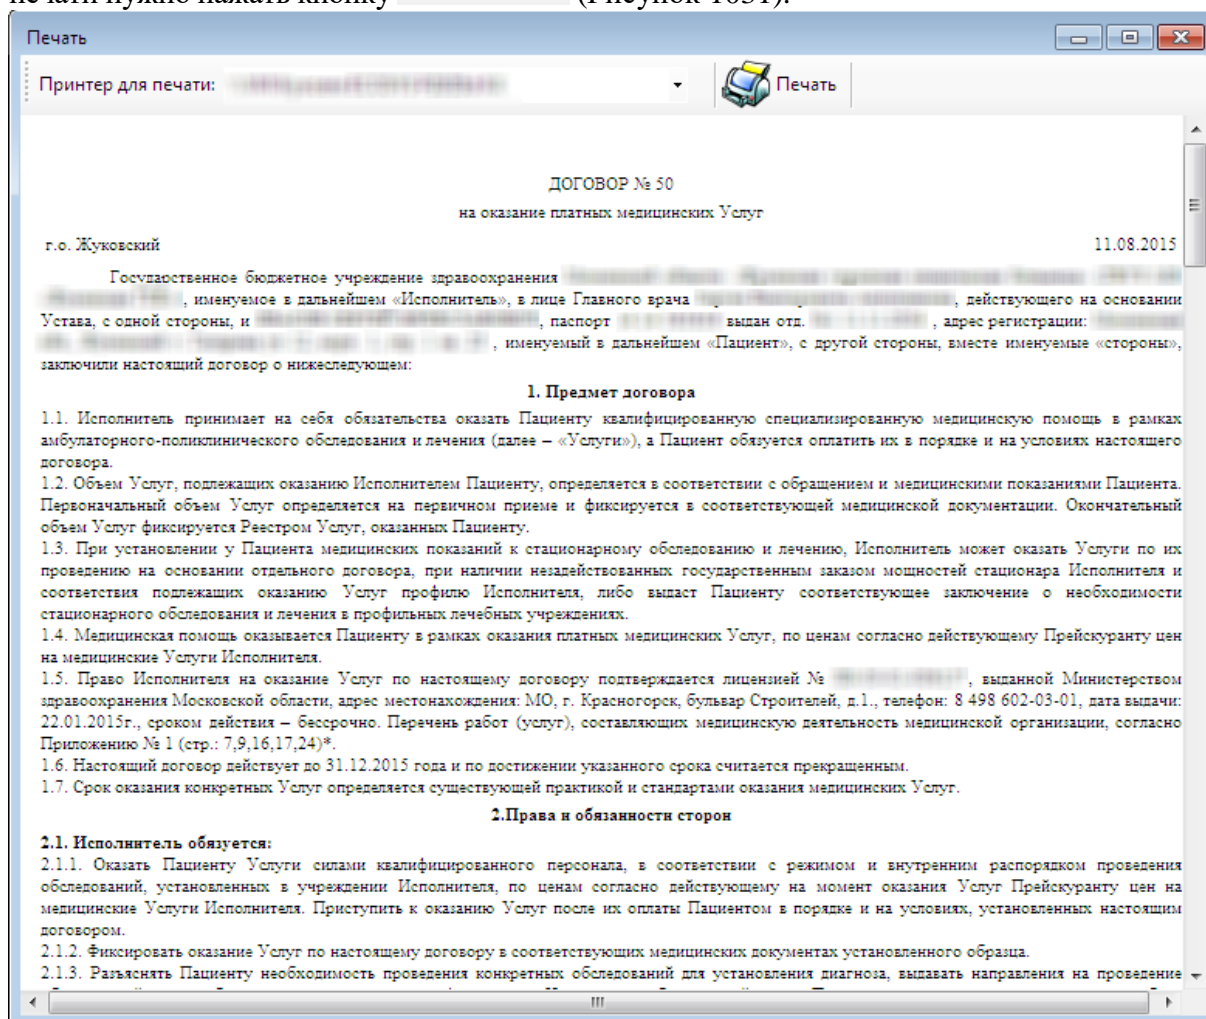 печати нужно нажать кнопку (Рисунок 1031).
Печать
Принтер для печати:
Печать
ДОГОВОР № 50
на оказание платных медицинских Услуг
г.о. Жуковский 11.08.2015
Государственное бюджетное учреждение здравоохранения
, именуемое в дальнейшем «Исполнитель», в лице Главного врача , действующего на основании
Устава, с одной стороны, и , паспорт выдан отд. , адрес регистрации:
, именуемый в дальнейшем «Пациент», с другой стороны, вместе именуемые «стороны»,
заключили настоящий договор о нижеследующем:
1. Предмет договора
1.1. Исполнитель принимает на себя обязательства оказать Пациенту квалифицированную специализированную медицинскую помощь в рамках
амбулаторного-поликлинического обследования и лечения (далее – «Услуги»), а Пациент обязуется оплатить их в порядке и на условиях настоящего
договора.
1.2. Объем Услуг, подлежащих оказанию Исполнителем Пациенту, определяется в соответствии с обращением и медицинскими показаниями Пациента.
Первоначальный объем Услуг определяется на первичном приеме и фиксируется в соответствующей медицинской документации. Окончательный
объем Услуг фиксируется Реестром Услуг, оказанных Пациенту.
1.3. При установлении у Пациента медицинских показаний к стационарному обследованию и лечению, Исполнитель может оказать Услуги по их
проведению на основании отдельного договора, при наличии незадействованных государственным заказом мощностей стационара Исполнителя и
соответствия подлежащих оказанию Услуг профилю Исполнителя, либо выдаст Пациенту соответствующее заключение о необходимости
стационарного обследования и лечения в профильных лечебных учреждениях.
1.4. Медицинская помощь оказывается Пациенту в рамках оказания платных медицинских Услуг, по ценам согласно действующему Прейскуранту цен
на медицинские Услуги Исполнителя.
1.5. Право Исполнителя на оказание Услуг по настоящему договору подтверждается лицензией № , выданной Министерством
здравоохранения Московской области, адрес местонахождения: МО, г. Красногорск, бульвар Строителей, д.1., телефон: 8 498 602-03-01, дата выдачи:
22.01.2015г., сроком действия – бессрочно. Перечень работ (услуг), составляющих медицинскую деятельность медицинской организации, согласно
Приложению № 1 (стр.: 7,9,16,17,24)*.
1.6. Настоящий договор действует до 31.12.2015 года и по достижении указанного срока считается прекращенным.
1.7. Срок оказания конкретных Услуг определяется существующей практикой и стандартами оказания медицинских Услуг.
2.Права и обязанности сторон
2.1. Исполнитель обязуется:
2.1.1. Оказать Пациенту Услуги силами квалифицированного персонала, в соответствии с режимом и внутренним распорядком проведения
обследований, установленных в учреждении Исполнителя, по ценам согласно действующему на момент оказания Услуг Прейскуранту цен на
медицинские Услуги Исполнителя. Приступить к оказанию Услуг после их оплаты Пациентом в порядке и на условиях, установленных настоящим
договором.
2.1.2. Фиксировать оказание Услуг по настоящему договору в соответствующих медицинских документах установленного образца.
2.1.3. Разъяснять Пациенту необходимость проведения конкретных обследований для установления диагноза, выдавать направления на проведение